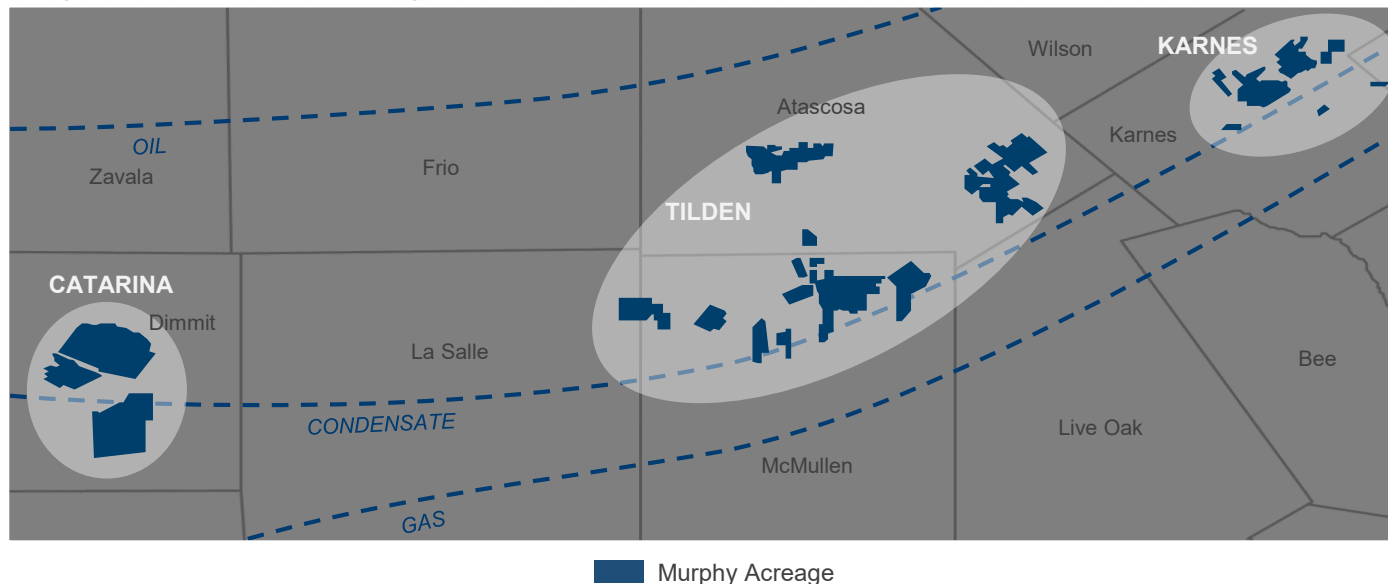 Wilson
KARNES
Atascosa
OIL
Karnes
Zavala
Frio
TILDEN
CATARINA
Dimmit
La Salle
Bee
CONDENSATE
Live Oak
McMullen
GAS
Murphy Acreage